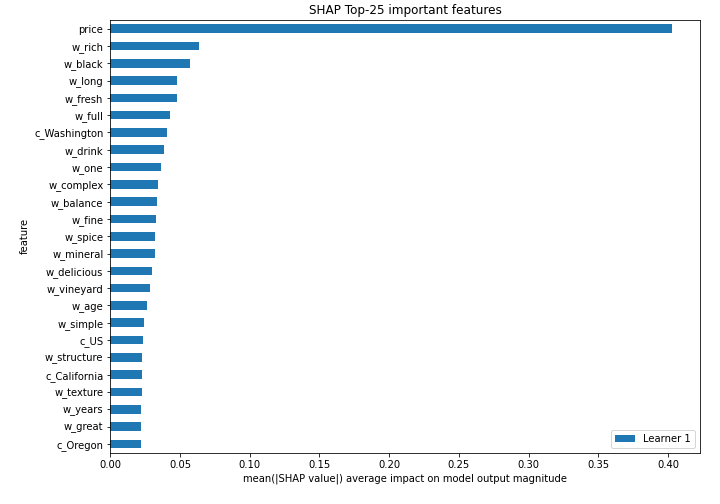 SHAP Top-25 important features
price
w_rich
w_black
w_long
w_fresh
w_full
c_Washington
w_drink
w_one
w_complex
w_balance
w_fine
w_spice
w_mineral
w_delicious
w_vineyard
w_age
w_simple
c_US
w_structure
c_California
w_texture
w_years
w_great
c_Oregon
feature
Learner 1
0.00 0.05 0.10 0.15 0.20 0.25 0.30 0.35 0.40
mean(|SHAP value|) average impact on model output magnitude